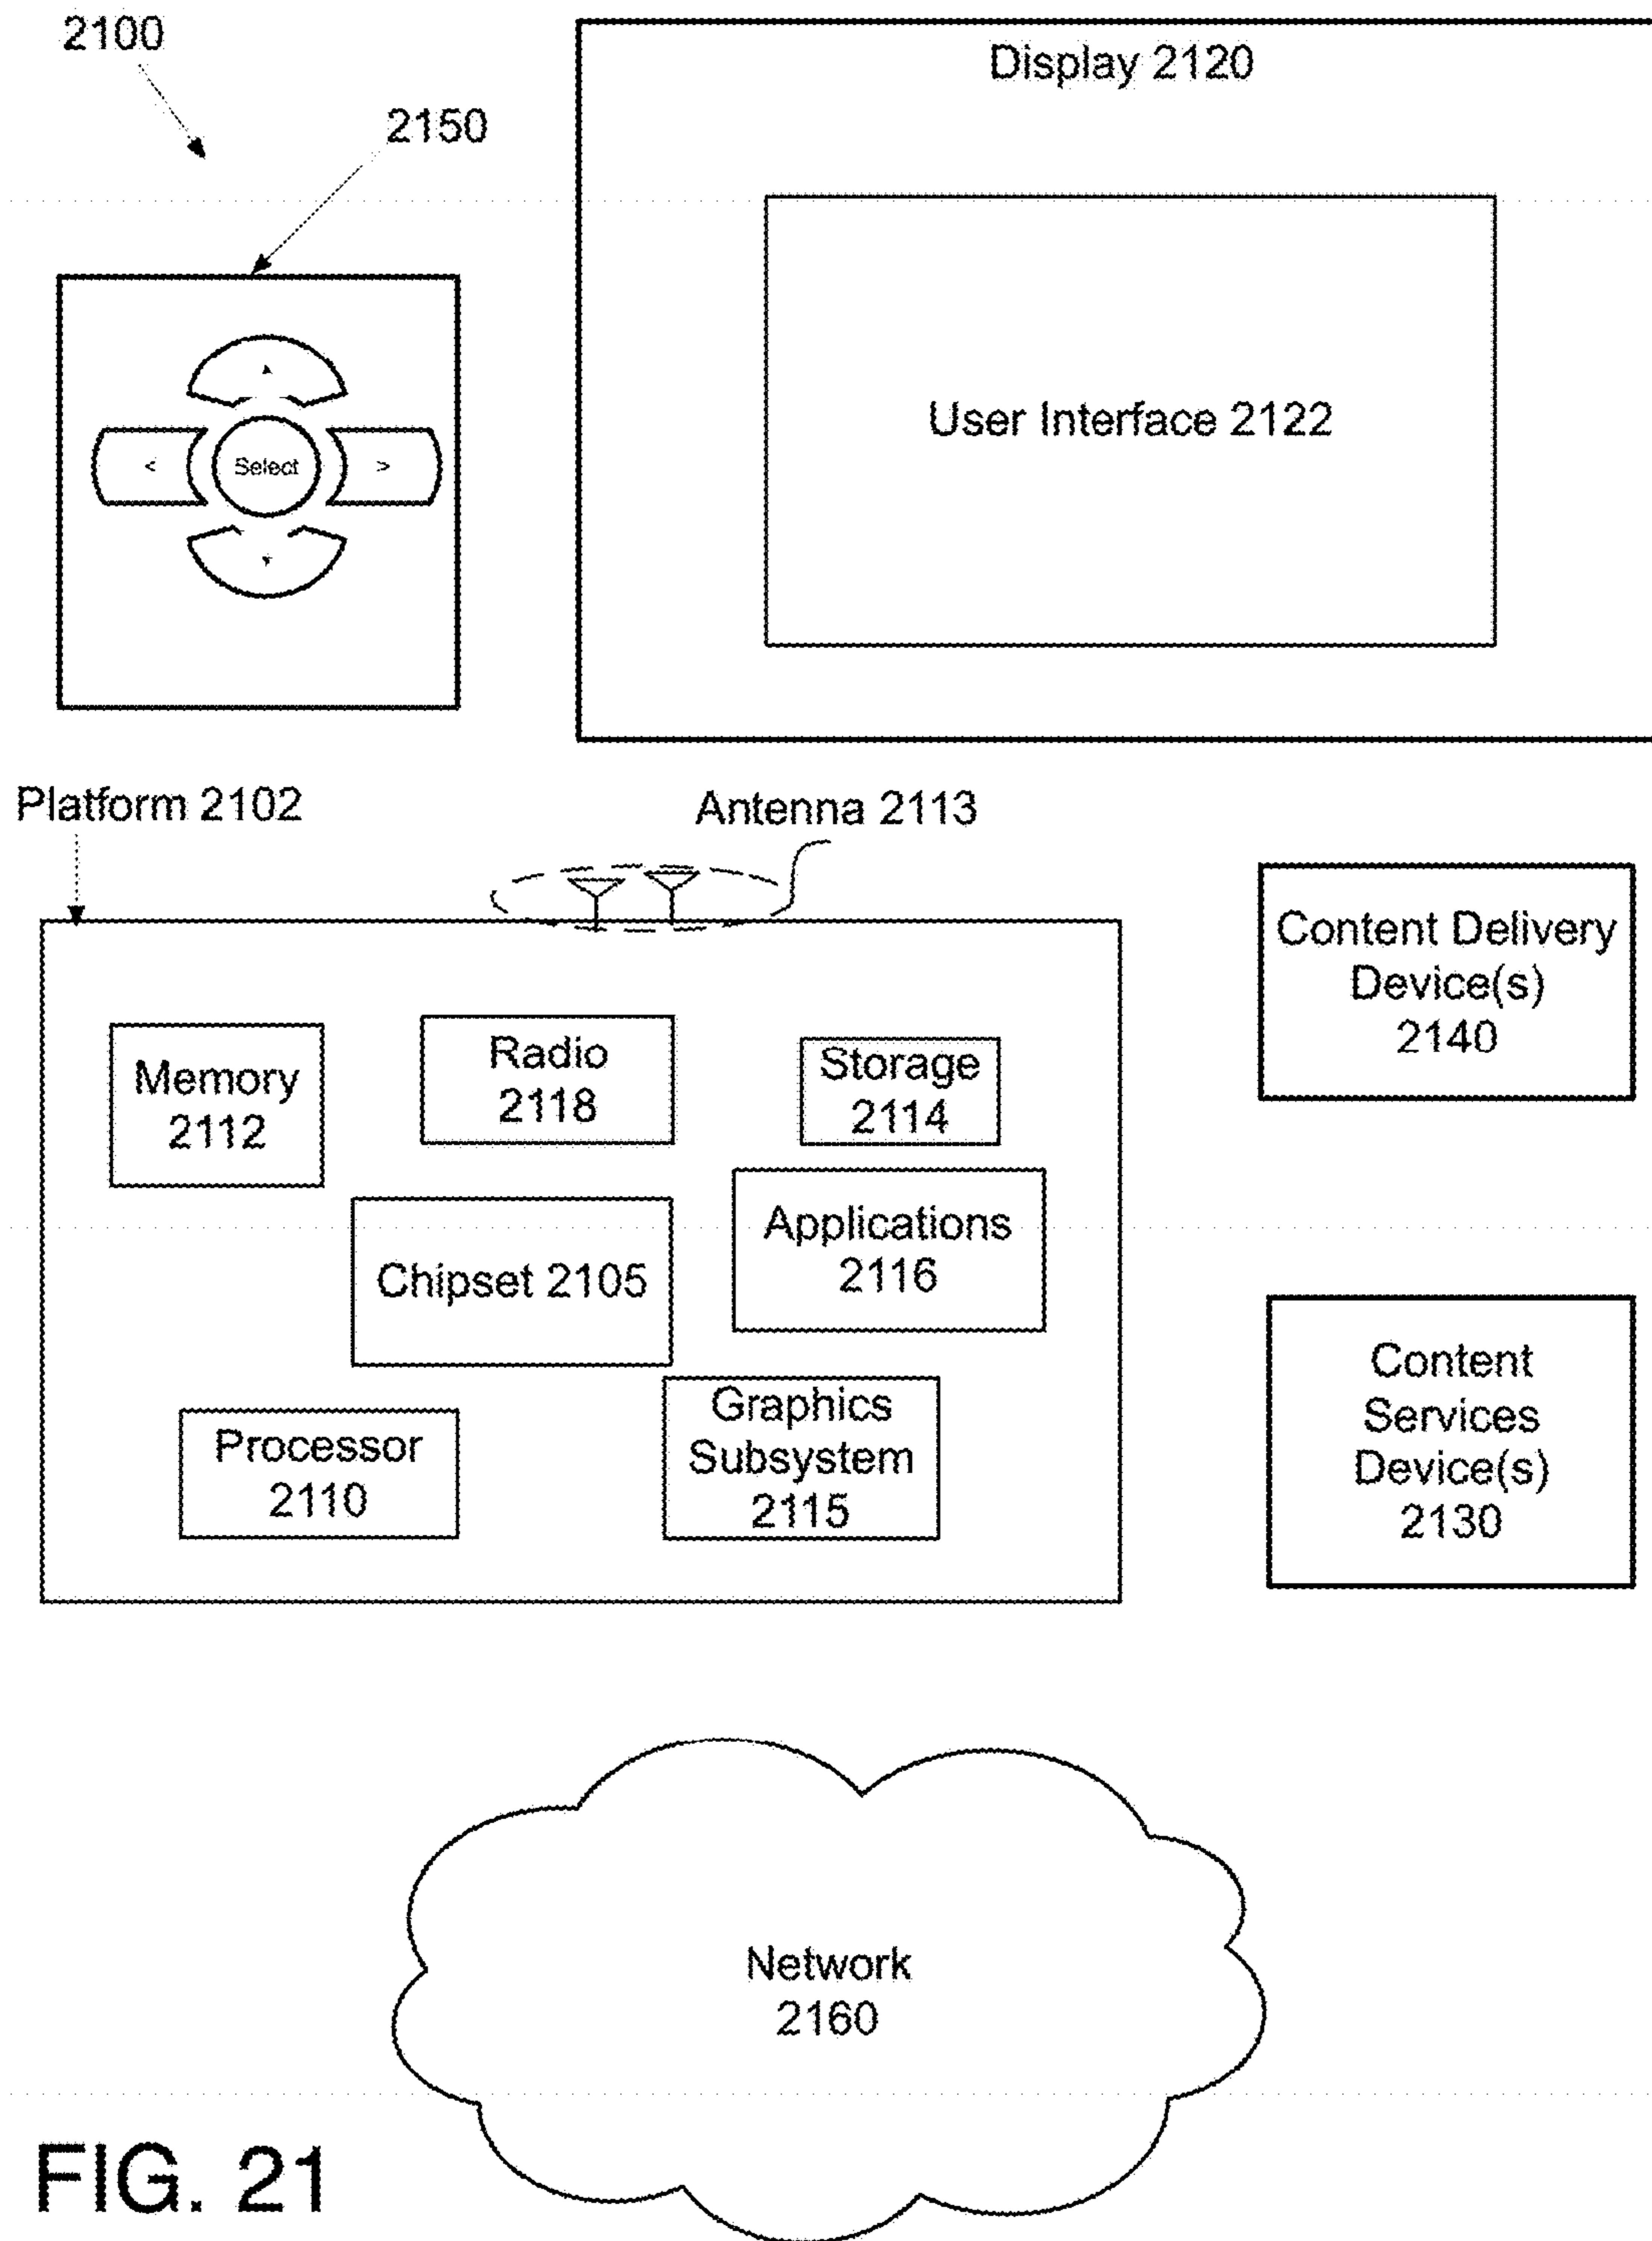 2100
2150
Display 2120
User Interface 2122
<
Select
>
Platform 2102
Antenna 2113
Memory
2112
Radio
2118
Storage
2114
Chipset 2105
Applications
2116
Processor
2110
Graphics
Subsystem
2115
Content Delivery
Device(s)
2140
Content
Services
Device(s)
2130
Network
2160
FIG. 21